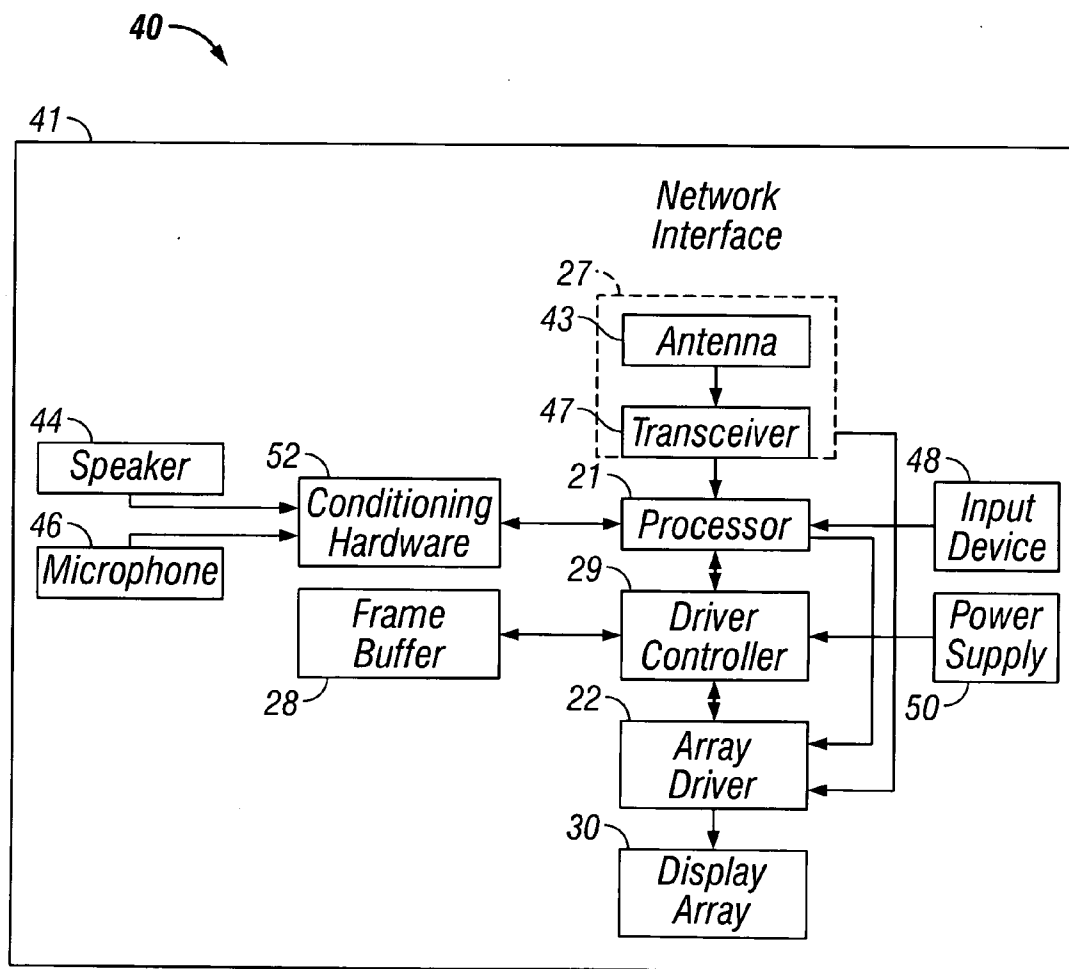 40
41
Network
Interface
27
43
Antenna
47
Transceiver
44
Speaker
52
Conditioning
Hardware
21
Processor
48
Input
Device
46
Microphone
29
Driver
Controller
Frame
Buffer
28
Power
Supply
50
22
Array
Driver
30
Display
Array